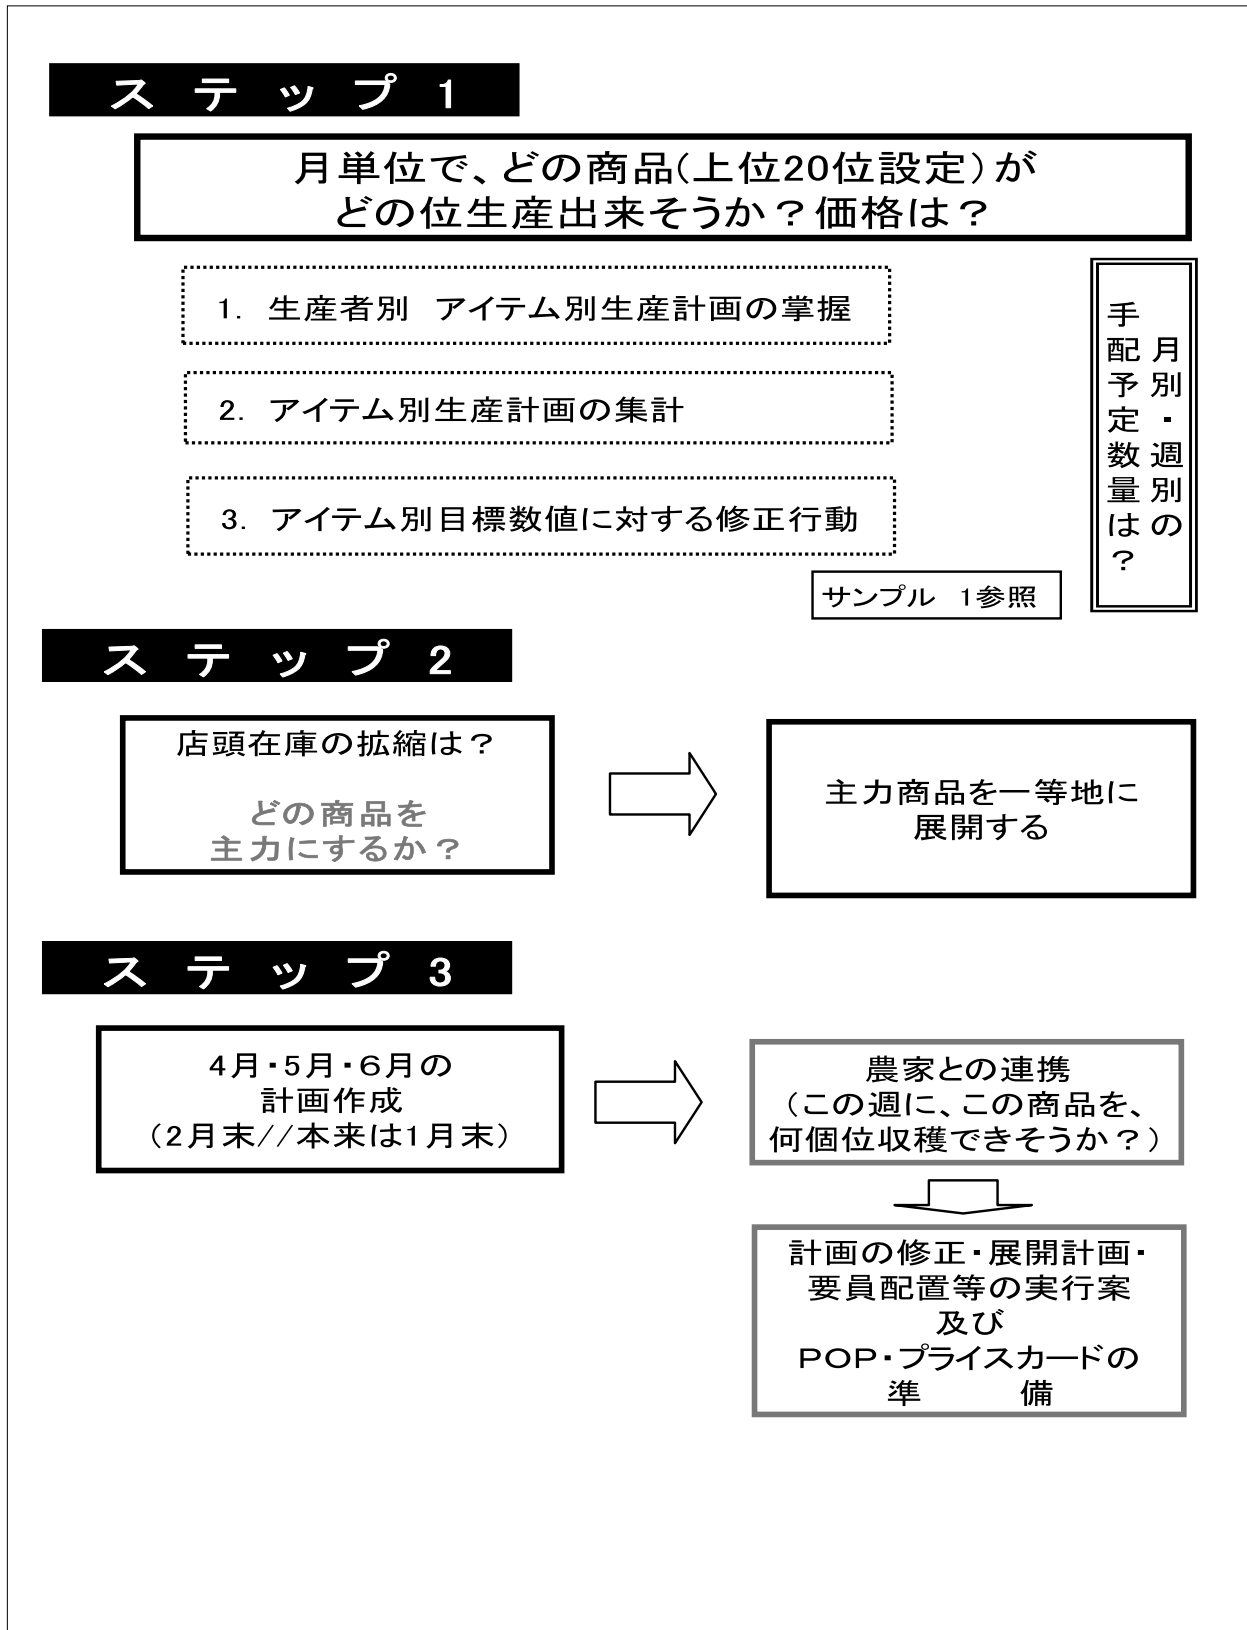 ステップ1
月単位で、どの商品(上位20位設定)が
どの位生産出来そうか？価格は？
1. 生産者別　アイテム別生産計画の掌握
2. アイテム別生産計画の集計
3. アイテム別目標数値に対する修正行動
月別・週別の
手配予定数量は？
サンプル　1参照
ステップ2
店頭在庫の拡縮は？
どの商品を
主力にするか？
主力商品を一等地に
展開する
ステップ3
4月・5月・6月の
計画作成
（2月末//本来は1月末）
農家との連携
（この週に、この商品を、
何個位収穫できそうか？）
計画の修正・展開計画・
要員配置等の実行案
及び
POP・プライスカードの
準　　　備